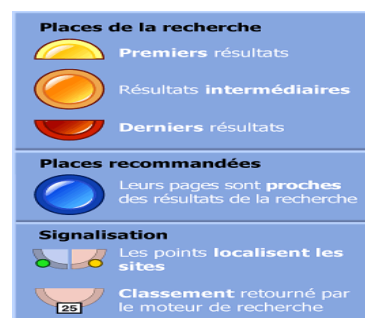 Places de la recherche
Premiers résultats
Résultats intermédiaires
Derniers résultats
Places recommandées
Leurs pages sont proches
des résultats de la recherche
Signalisation
Les points localisent les
sites
Classement retourné par
25
le moteur de recherche